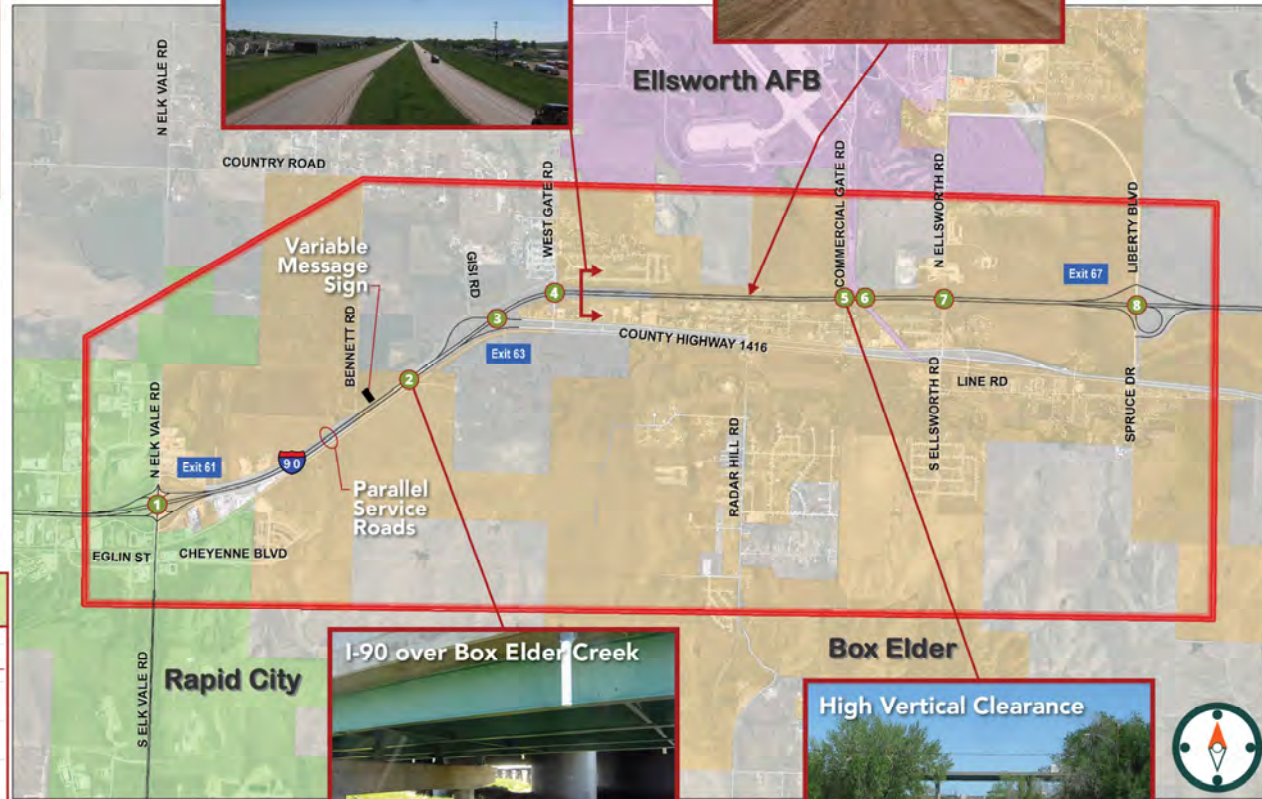 Ellsworth AFB
N ELK VALE RD
COUNTRY ROAD
WEST GATE RD
COMMERCIAL GATE RD
N ELLSWORTH RD
LIBERTY BLVD
Variable
Message
Sign
GISI RD
Exit 67
4
5
6
7
8
3
BENNETT RD
COUNTY HIGHWAY 1416
Exit 63
2
LINE RD
S ELLSWORTH RD
SPRUCE DR
N ELK VALE RD
Exit 61
90
Parallel
Service
Roads
RADAR HILL RD
1
EGLIN ST
CHEYENNE BLVD
S ELK VALE RD
Rapid City
I-90 over Box Elder Creek
Box Elder
High Vertical Clearance